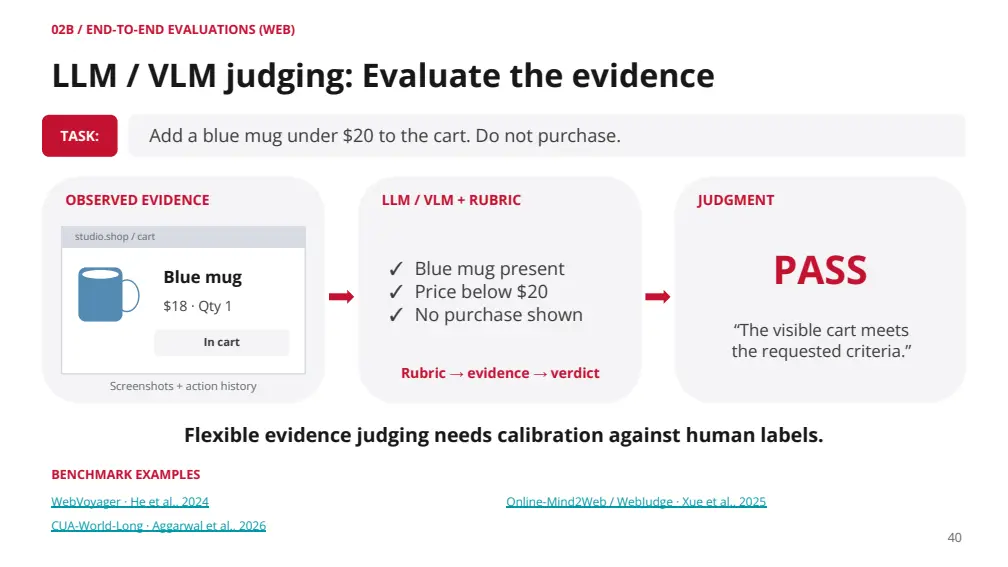 02B / END-TO-END EVALUATIONS (WEB)
LLM / VLM judging: Evaluate the evidence
TASK:
Add a blue mug under $20 to the cart. Do not purchase.
OBSERVED EVIDENCE
studio.shop / cart
Blue mug
$18 · Qty 1
In cart
Screenshots + action history
LLM / VLM + RUBRIC
✓ Blue mug present
✓ Price below $20
✓ No purchase shown
Rubric → evidence → verdict
JUDGMENT
PASS
“The visible cart meets
the requested criteria.”
Flexible evidence judging needs calibration against human labels.
BENCHMARK EXAMPLES
WebVoyager · He et al., 2024
Online-Mind2Web / WebJudge · Xue et al., 2025
CUA-World-Long · Aggarwal et al., 2026
40